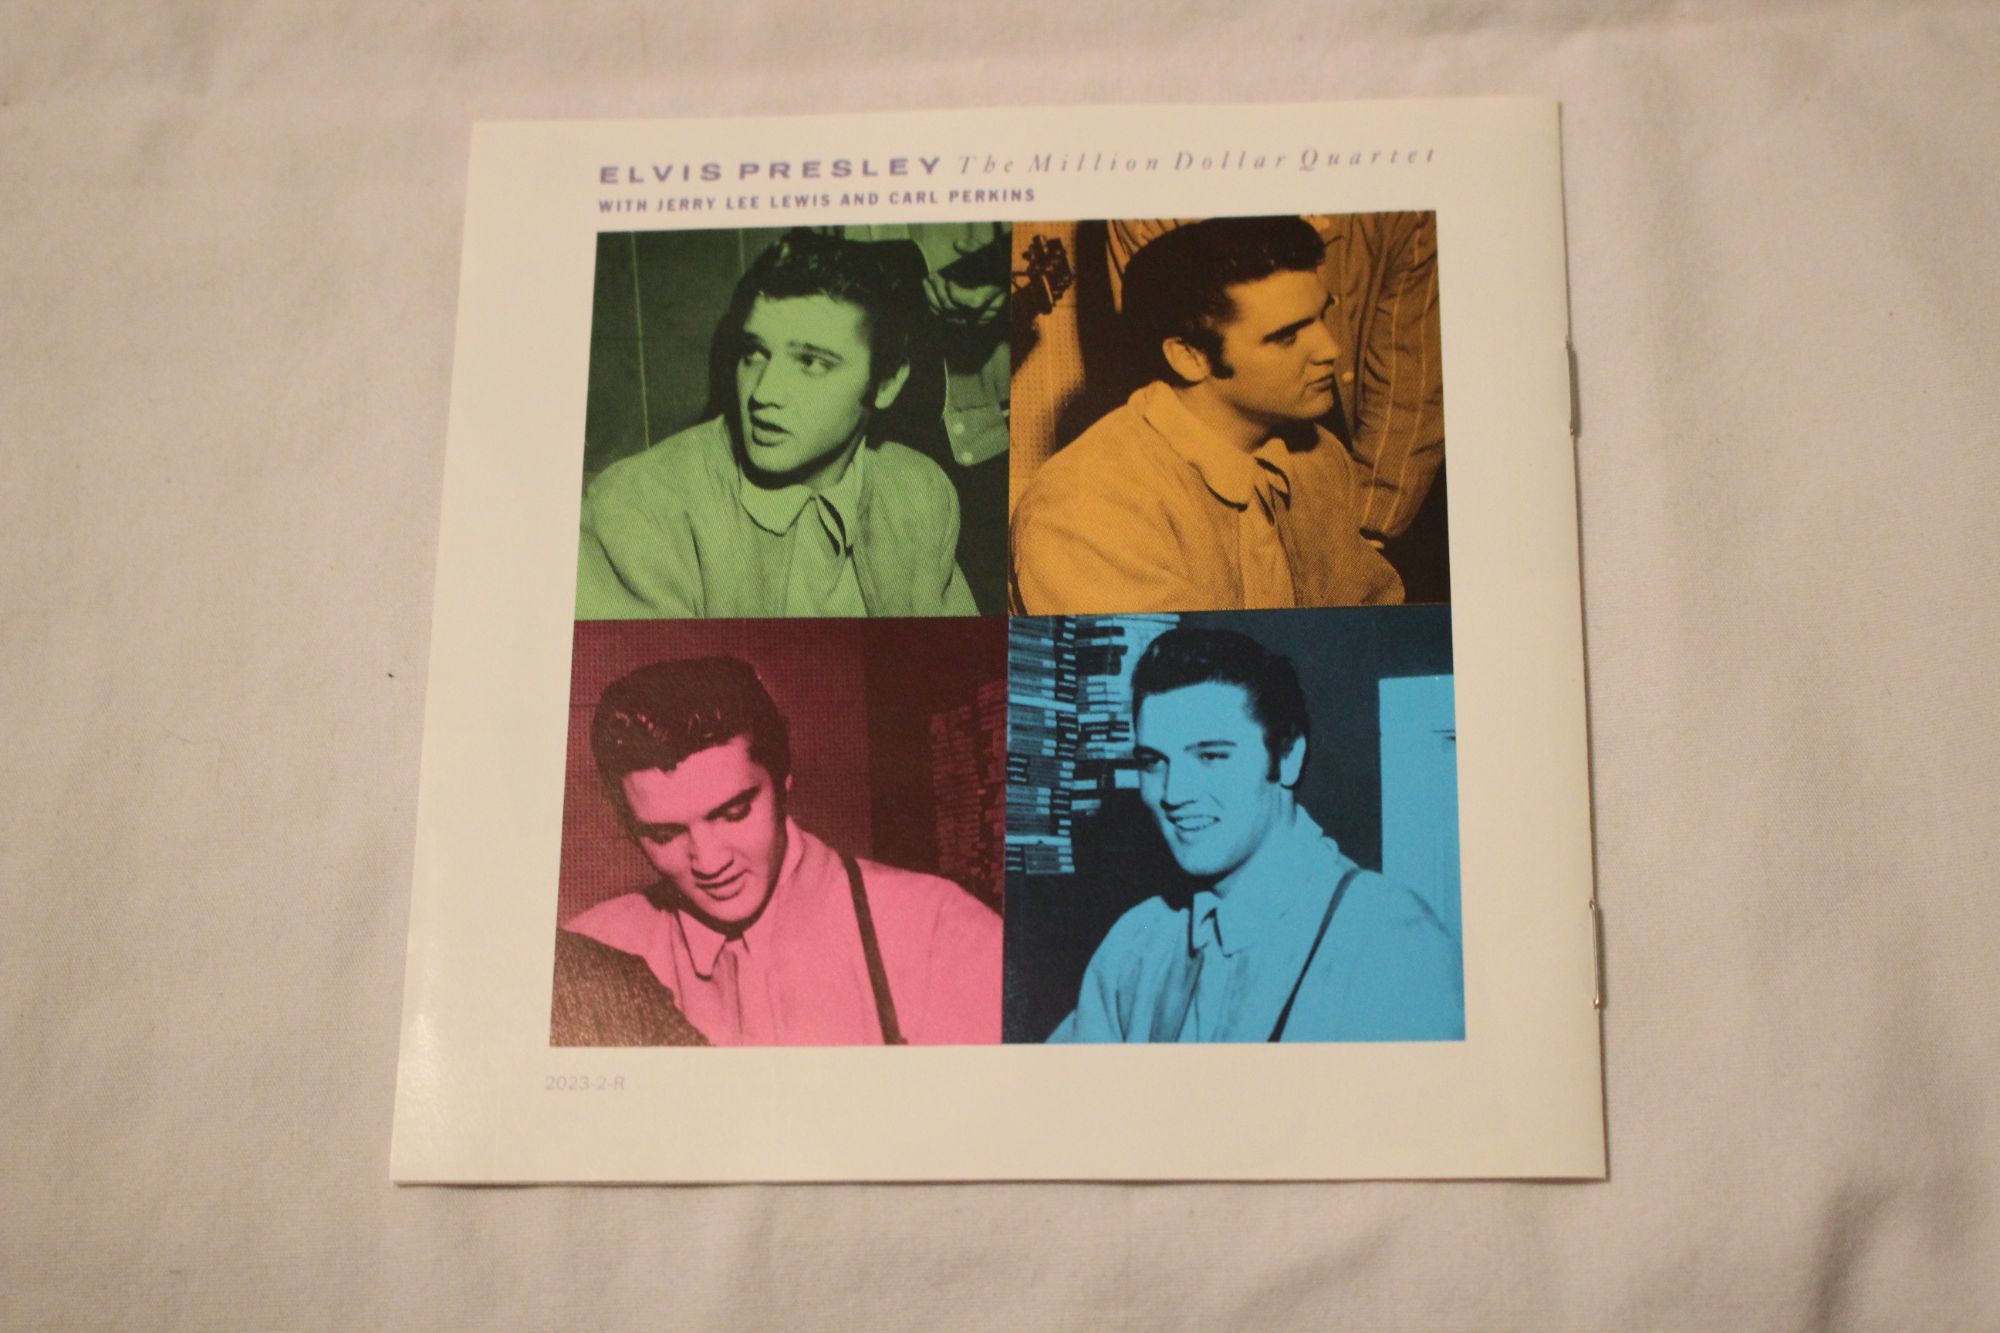 ELVIS PRESLEY The Million Dollar Quartet
WITH JERRY LEE LEWIS AND CARL PERKINS
2023-2-R